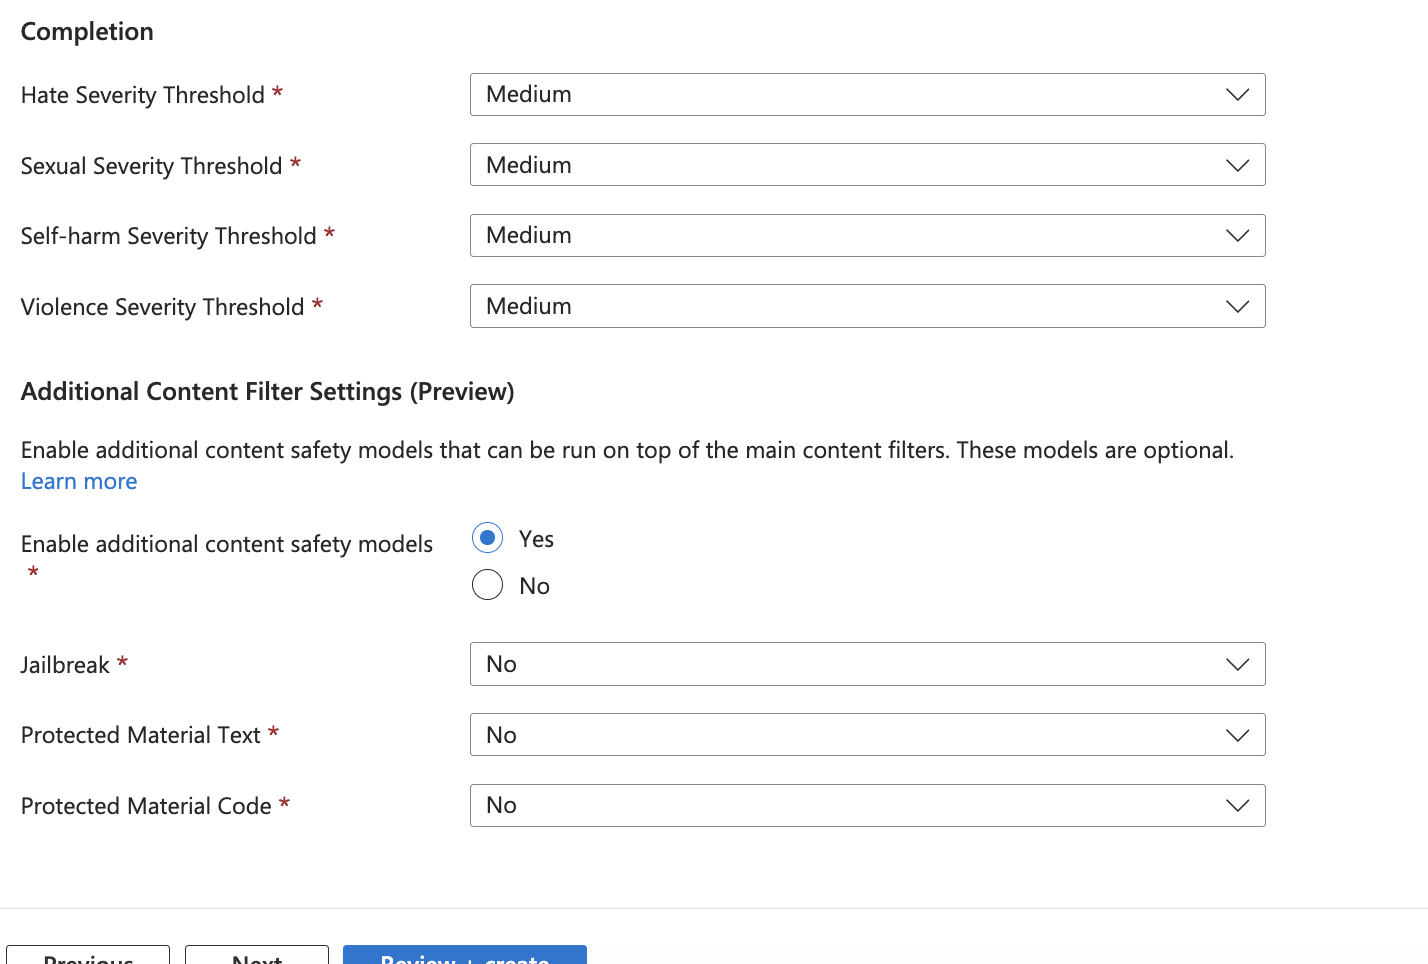 Completion
Hate Severity Threshold *
Medium
Sexual Severity Threshold *
Medium
Self-harm Severity Threshold *
Medium
Violence Severity Threshold *
Medium
Additional Content Filter Settings (Preview)
Enable additional content safety models that can be run on top of the main content filters. These models are optional.
Learn more
Enable additional content safety models
*
Yes
No
Jailbreak *
No
Protected Material Text *
No
Protected Material Code *
No
Previous Next Review + create